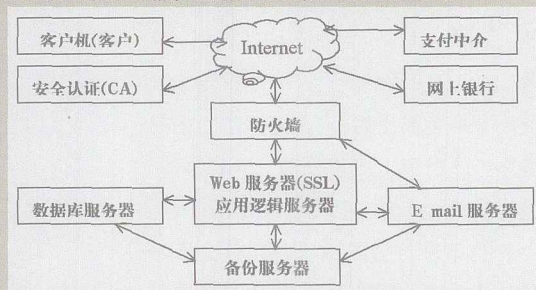 客户机(客户)
Internet
支付中介
安全认证(CA)
网上银行
防火墙
Web 服务器(SSL)
应用逻辑服务器
数据库服务器
E mail 服务器
备份服务器